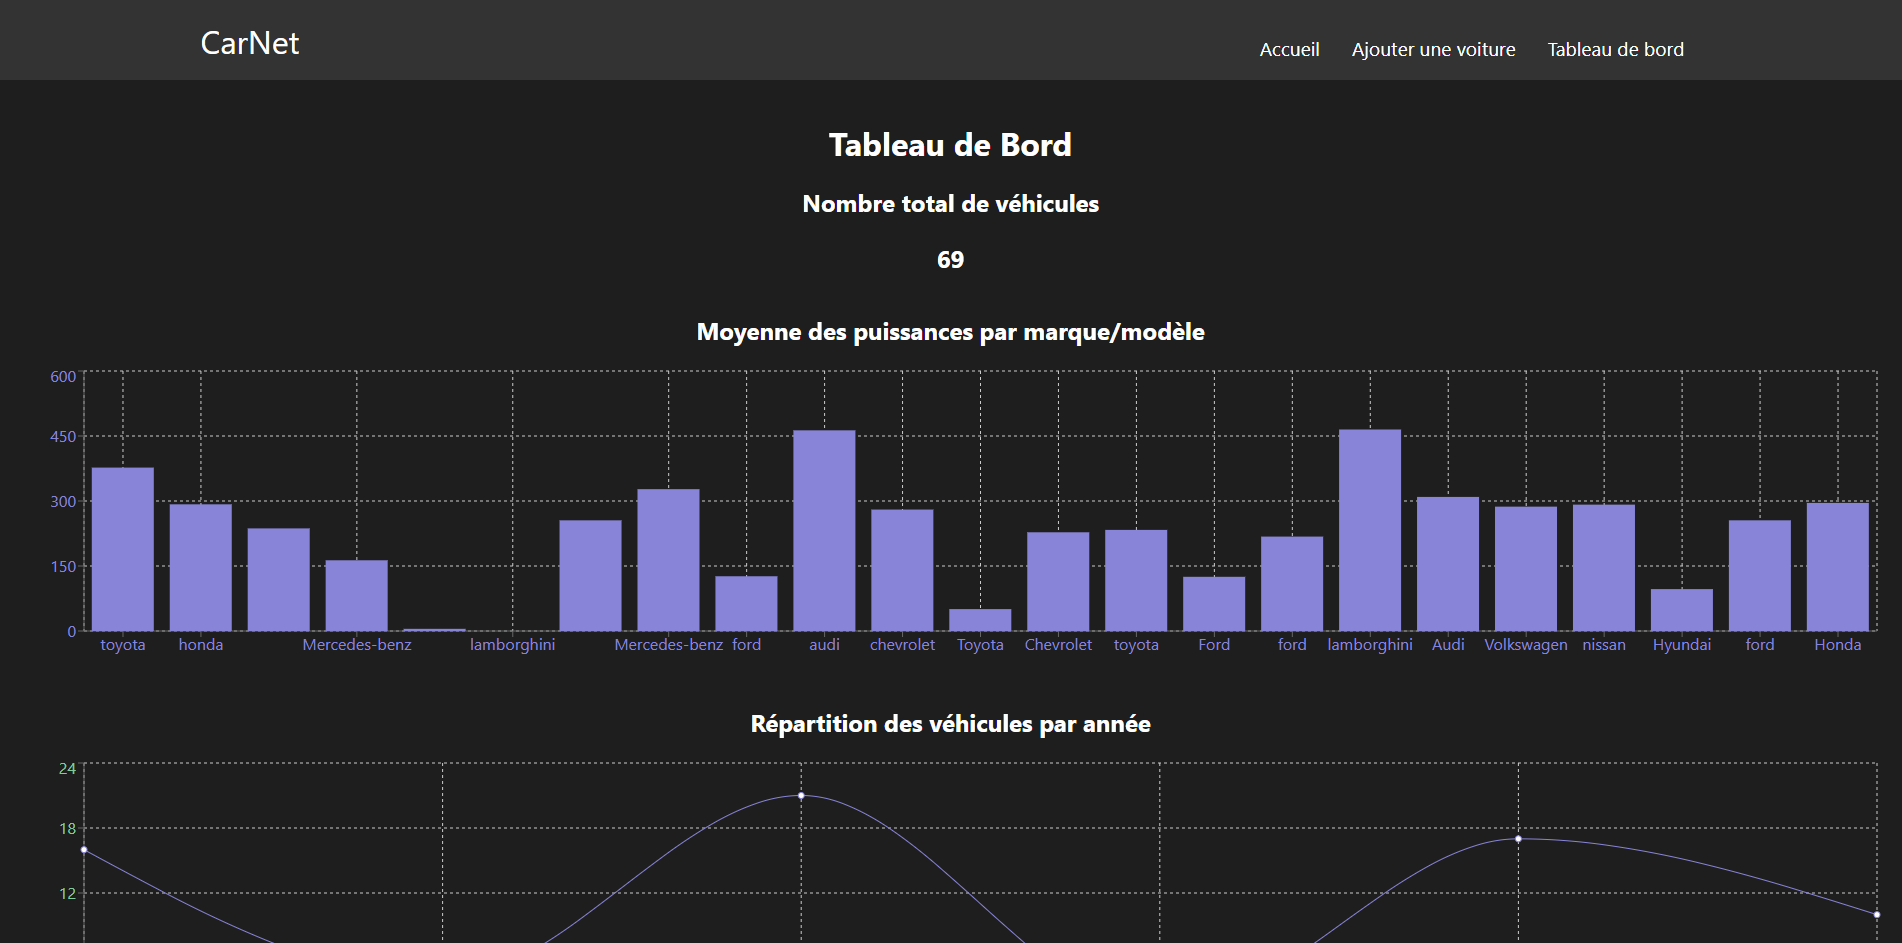 CarNet
Accueil Ajouter une voiture Tableau de bord
Tableau de Bord
Nombre total de véhicules
69
Moyenne des puissances par marque/modèle
600
450
300
150
0
toyota honda Mercedes-benz lamborghini Mercedes-benz ford audi chevrolet Toyota Chevrolet toyota Ford ford lamborghini Audi Volkswagen nissan Hyundai ford Honda
Répartition des véhicules par année
24
18
12